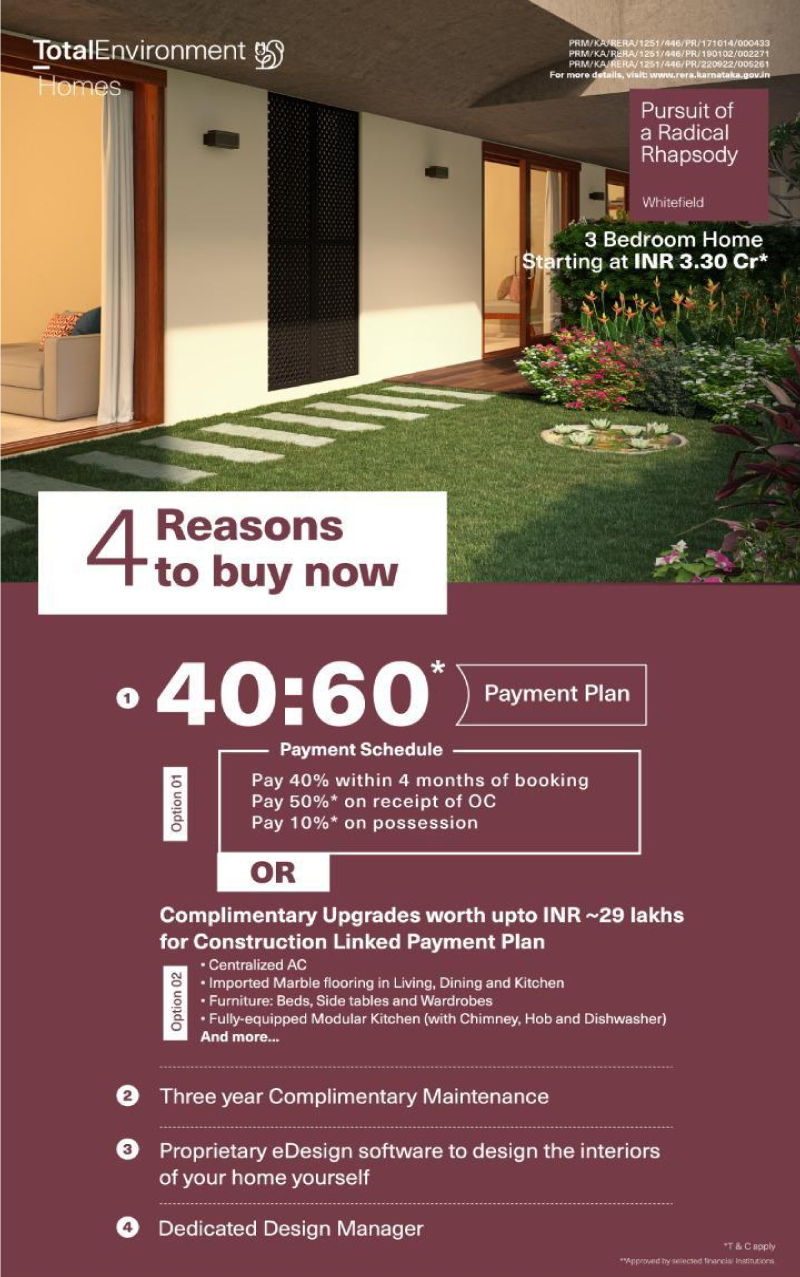 TotalEnvironment
Homes
PRM/KA/RERA/1251/446/PR/171014/000433
PRM/KA/RERA/1251/446/PR/190102/002271
PRM/KA/RERA/1251/446/PR/220922/005261
For more details, visit: www.rera.karnataka.gov.in
Pursuit of
a Radical
Rhapsody
Whitefield
3 Bedroom Home
Starting at INR 3.30 Cr*
4 Reasons
to buy now
1 40:60* Payment Plan
Payment Schedule
Option 01
Pay 40% within 4 months of booking
Pay 50%* on receipt of OC
Pay 10%* on possession
OR
Complimentary Upgrades worth upto INR ~29 lakhs
for Construction Linked Payment Plan
Option 02
• Centralized AC
• Imported Marble flooring in Living, Dining and Kitchen
• Furniture: Beds, Side tables and Wardrobes
• Fully-equipped Modular Kitchen (with Chimney, Hob and Dishwasher)
And more...
2 Three year Complimentary Maintenance
3 Proprietary eDesign software to design the interiors
of your home yourself
4 Dedicated Design Manager
*T & C apply
**Approved by selected financial institutions